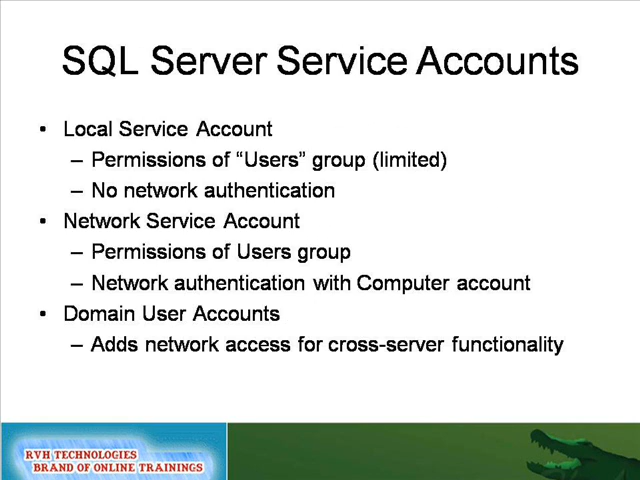 SQL Server Service Accounts
• Local Service Account
– Permissions of “Users” group (limited)
– No network authentication
• Network Service Account
– Permissions of Users group
– Network authentication with Computer account
• Domain User Accounts
– Adds network access for cross-server functionality
RVH TECHNOLOGIES
BRAND OF ONLINE TRAININGS